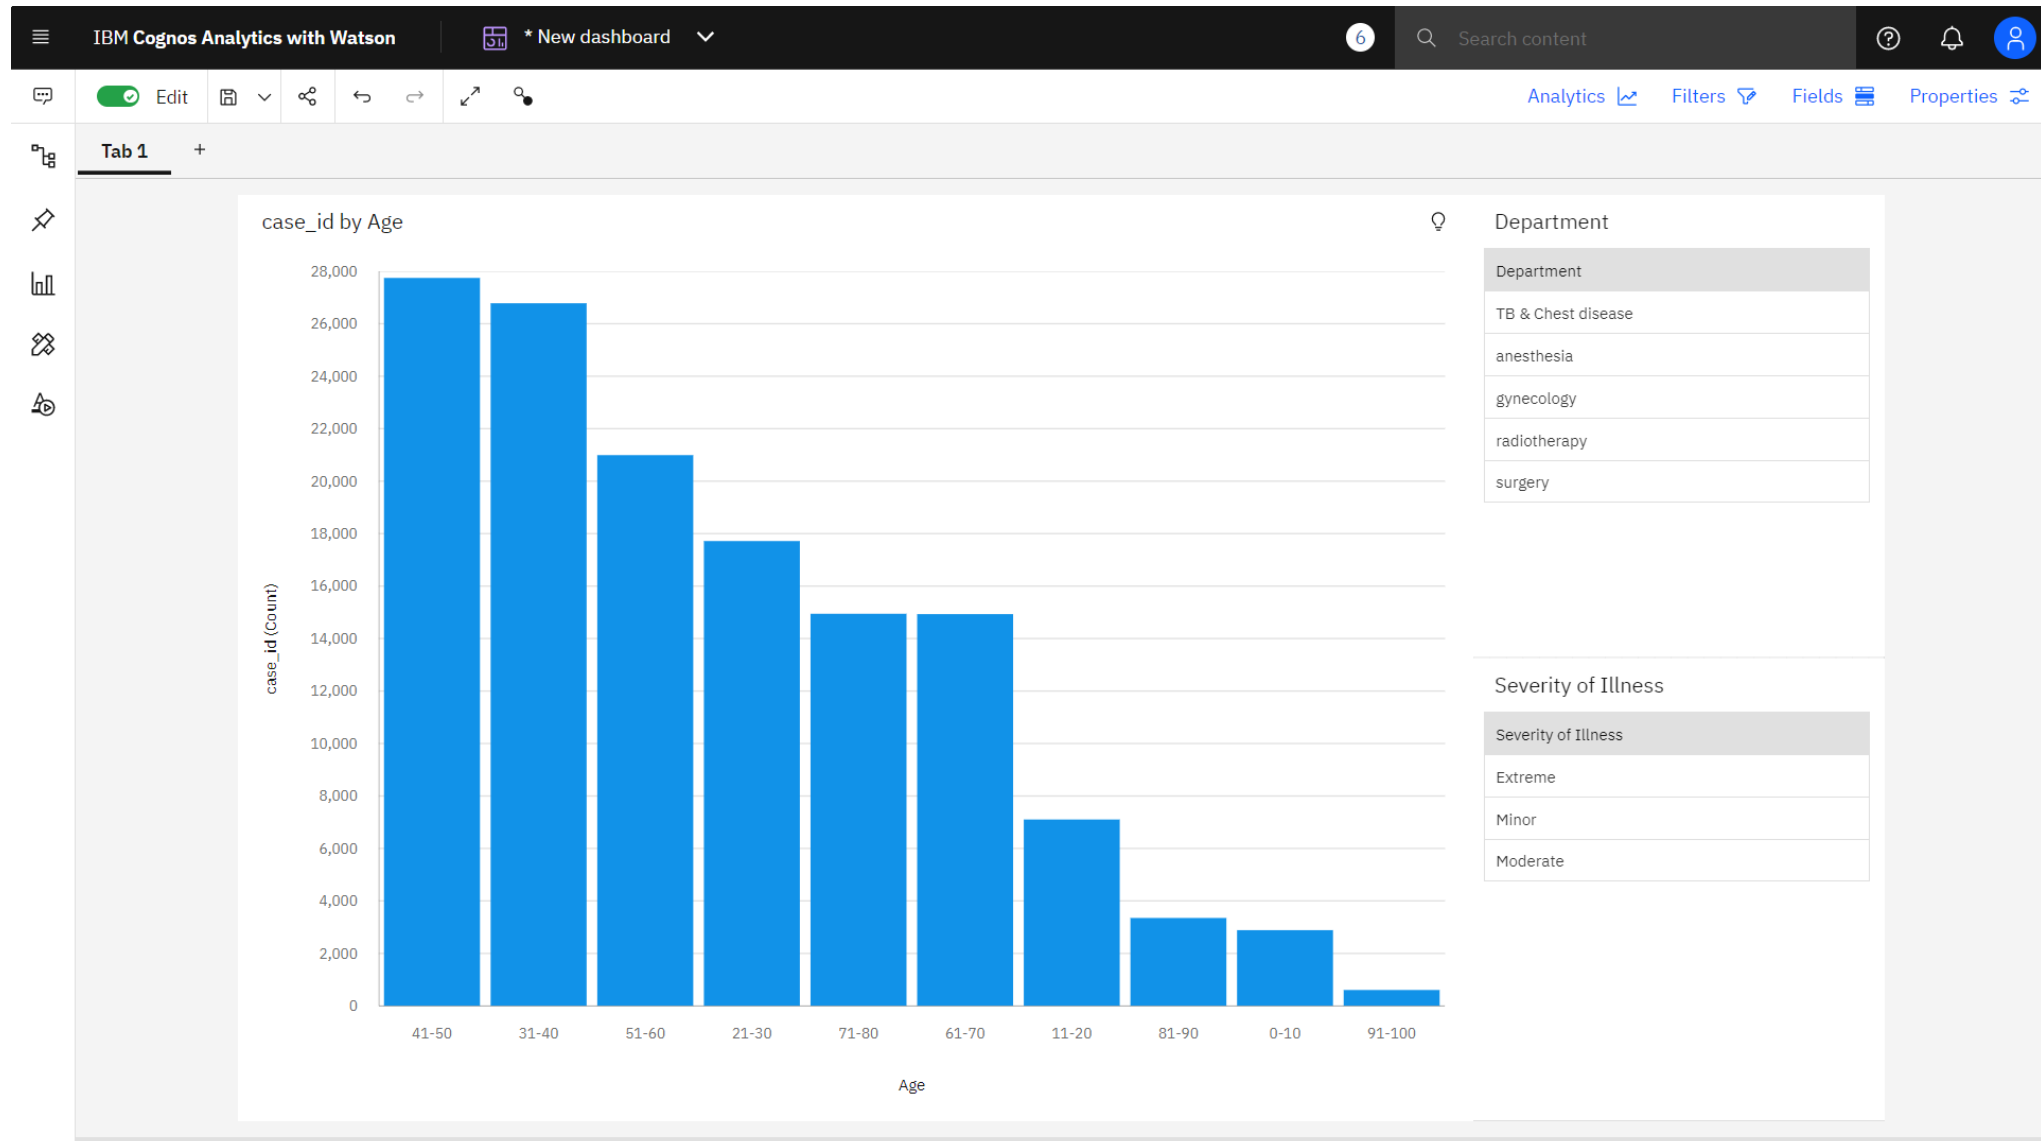 IBM Cognos Analytics with Watson
* New dashboard
6
Search content
Edit
Analytics
Filters
Fields
Properties
Tab 1
+
case_id by Age
28,000
26,000
24,000
22,000
20,000
18,000
16,000
14,000
12,000
10,000
8,000
6,000
4,000
2,000
0
case_id (Count)
41-50 31-40 51-60 21-30 71-80 61-70 11-20 81-90 0-10 91-100
Age
Department
Department
TB & Chest disease
anesthesia
gynecology
radiotherapy
surgery
Severity of Illness
Severity of Illness
Extreme
Minor
Moderate